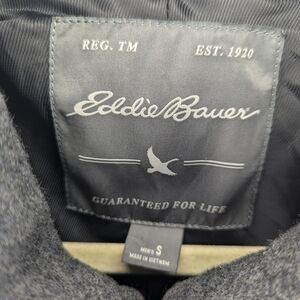 REG. TM EST. 1920
Eddie Bauer
GUARANTEED FOR LIFE
MEN'S S
MADE IN VIETNAM